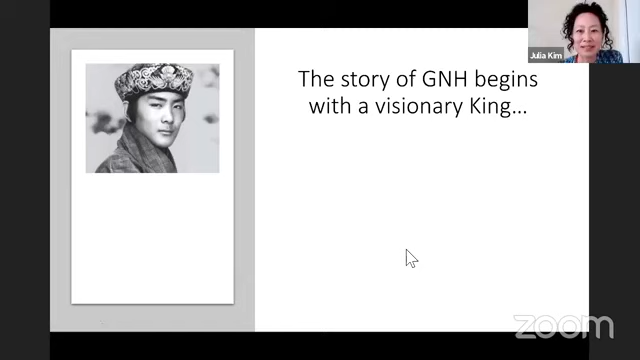 Julia Kim
The story of GNH begins
with a visionary King...
zoom